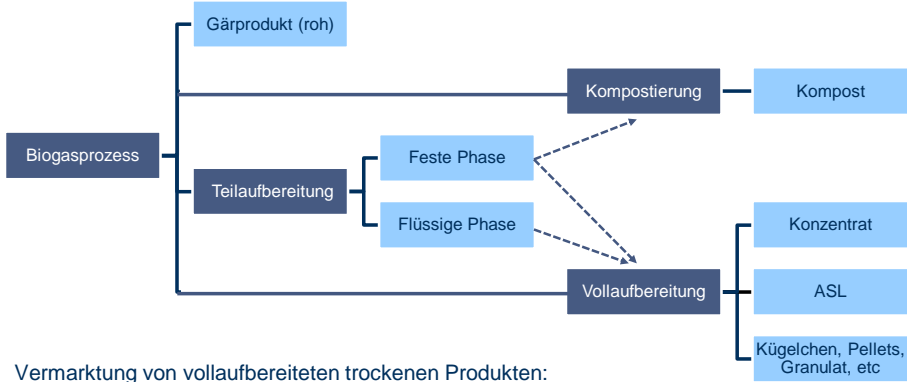 Gärprodukt (roh)
Kompostierung
Kompost
Biogasprozess
Feste Phase
Teilaufbereitung
Flüssige Phase
Konzentrat
Vollaufbereitung
ASL
Kügelchen, Pellets,
Granulat, etc
Vermarktung von vollaufbereiteten trockenen Produkten: